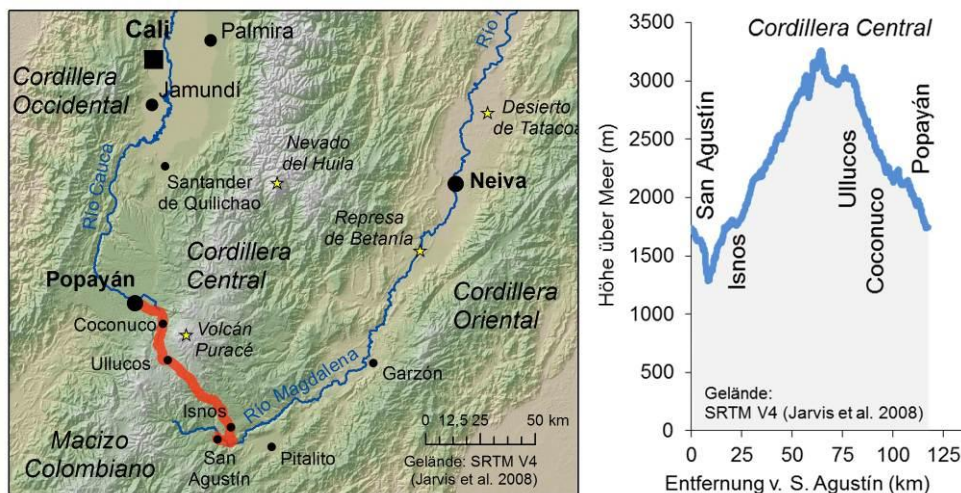 Cali
Palmira
Cordillera
Occidental
Jamundí
Río
Desierto
de Tatacoa
Nevado
del Huila
Río Cauca
Santander
de Quilichao
Neiva
Represa
de Betanía
Cordillera
Central
Popayán
Cordillera
Oriental
Coconuco
Volcán
Puracé
Ullucos
Río Magdalena
Garzón
Isnos
0 12,5 25 50 km
Macizo
Colombiano
San
Agustín
Pitalito
Gelände: SRTM V4
(Jarvis et al. 2008)
Cordillera Central
Höhe über Meer (m)
3500
3000
2500
2000
1500
1000
500
0
San Agustín
Isnos
Ullucos
Coconuco
Popayán
Gelände:
SRTM V4 (Jarvis et al. 2008)
0 25 50 75 100 125
Entfernung v. S. Agustín (km)